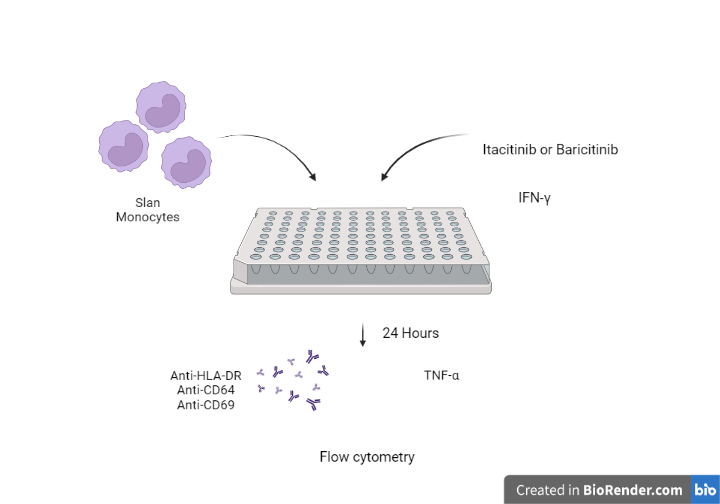 Slan
Monocytes
Itacitinib or Baricitinib
IFN-γ
24 Hours
Anti-HLA-DR
Anti-CD64
Anti-CD69
TNF-α
Flow cytometry
Created in BioRender.com bio